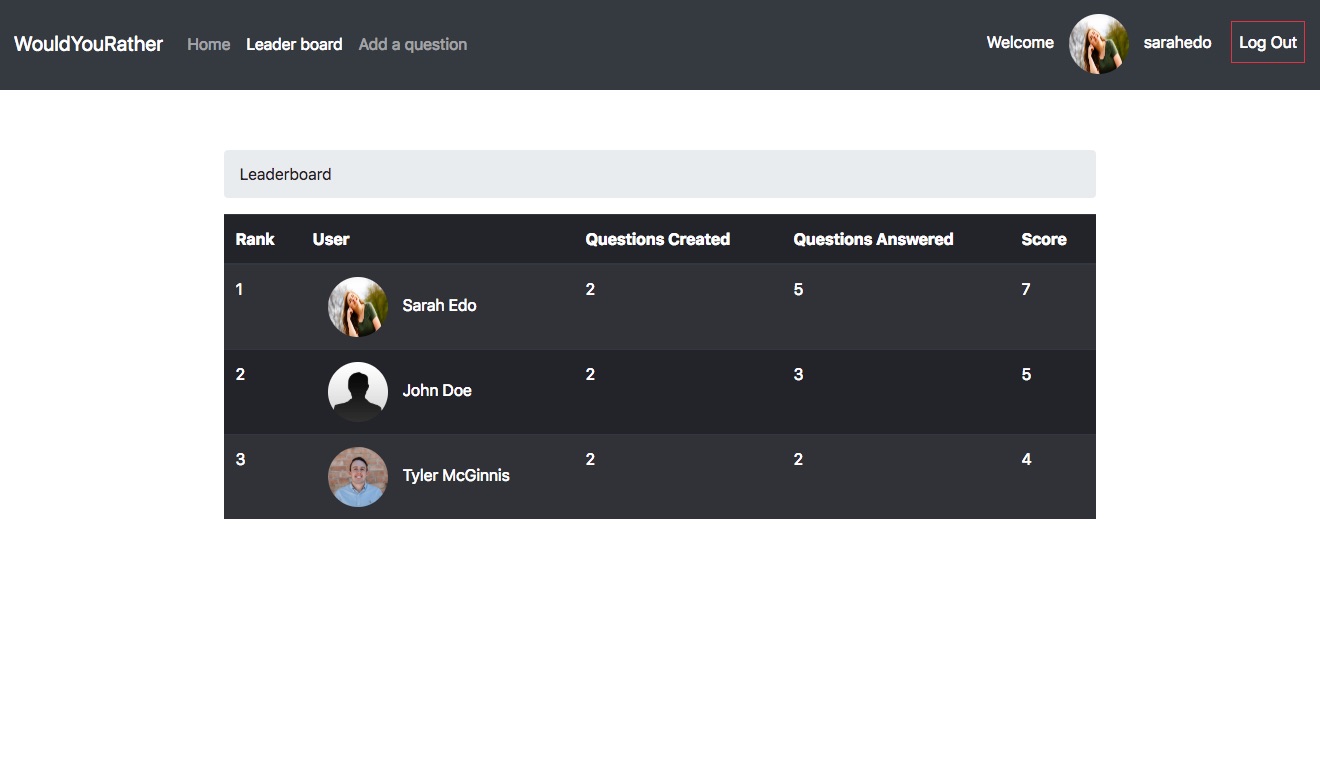 WouldYouRather Home Leader board Add a question Welcome sarahedo Log Out
Leaderboard
Rank User Questions Created Questions Answered Score
1 Sarah Edo 2 5 7
2 John Doe 2 3 5
3 Tyler McGinnis 2 2 4